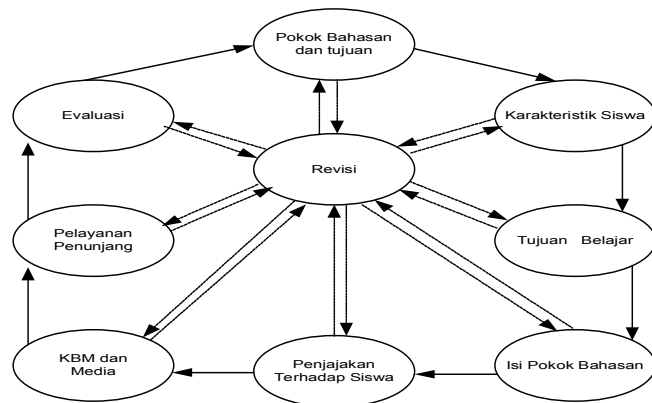 Pokok Bahasan
dan tujuan
Evaluasi
Karakteristik Siswa
Revisi
Pelayanan
Penunjang
Tujuan Belajar
KBM dan
Media
Penjajakan
Terhadap Siswa
Isi Pokok Bahasan